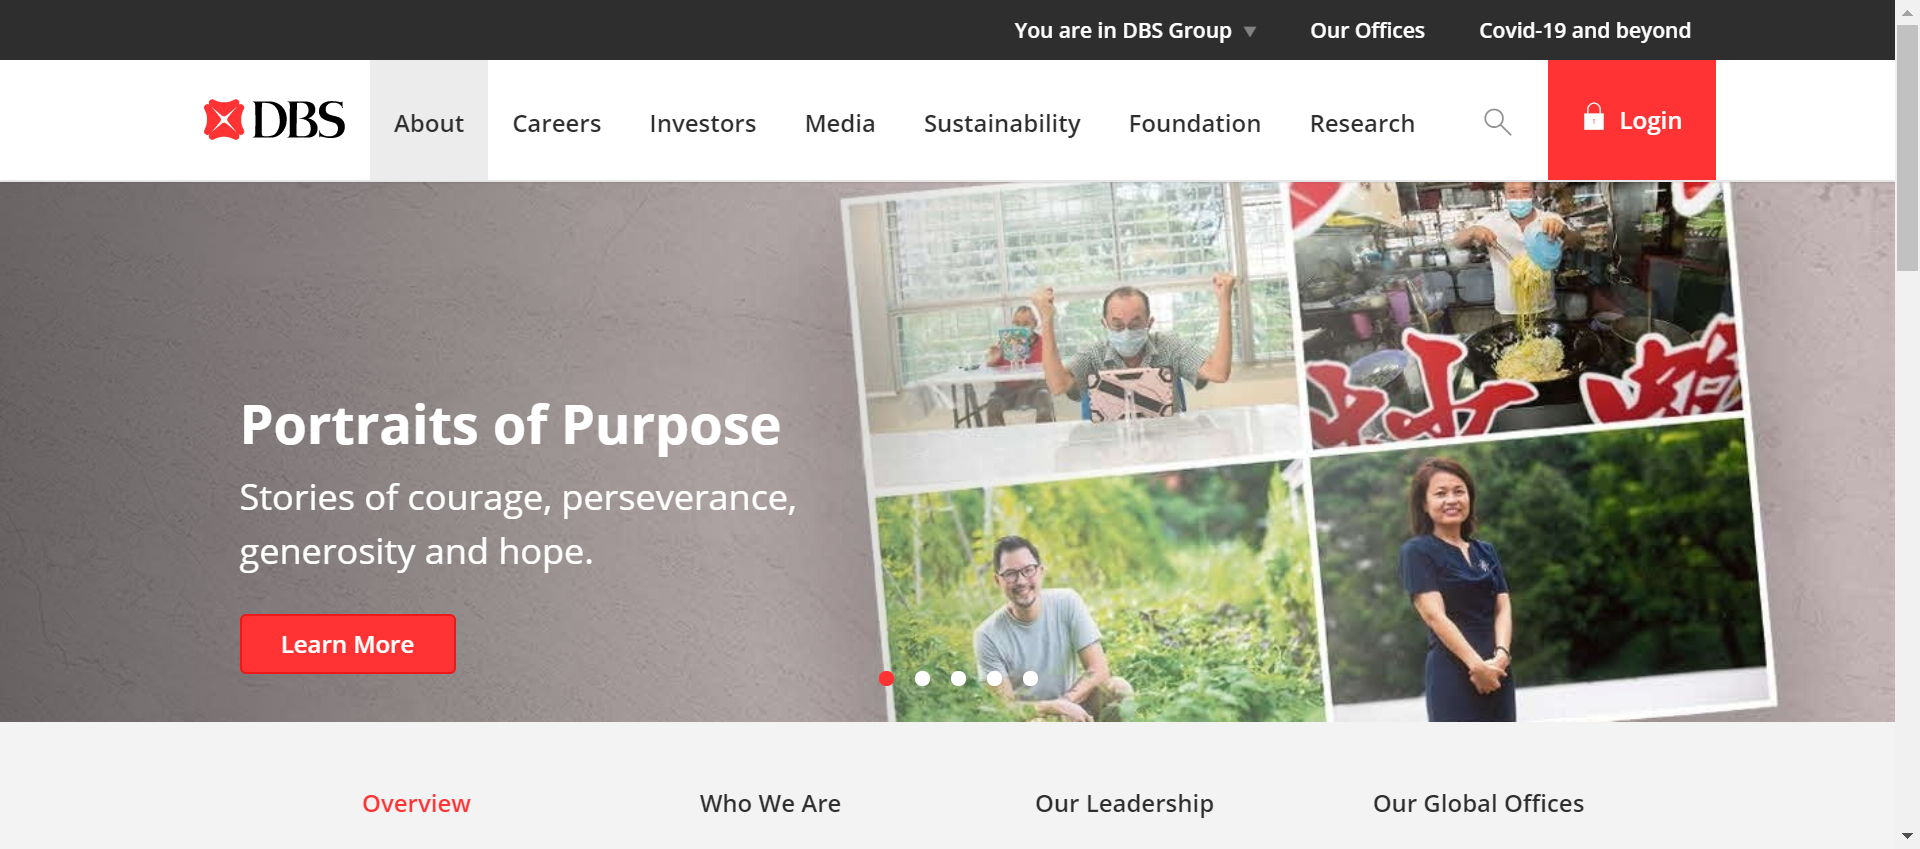 You are in DBS Group
Our Offices
Covid-19 and beyond
DBS
About
Careers
Investors
Media
Sustainability
Foundation
Research
Login
Portraits of Purpose
Stories of courage, perseverance,
generosity and hope.
Learn More
Overview
Who We Are
Our Leadership
Our Global Offices